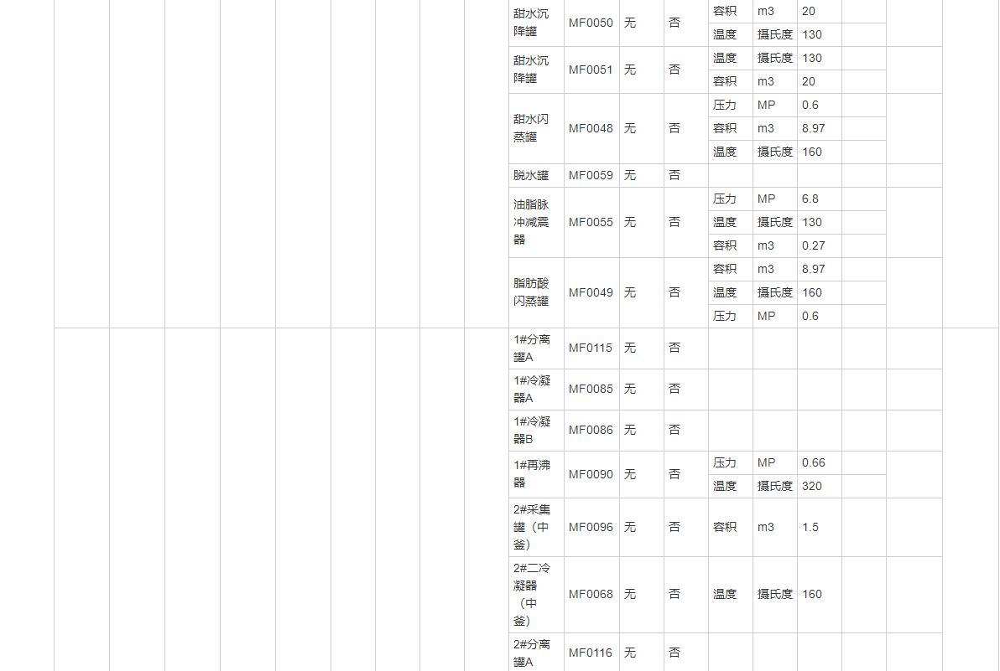 甜水沉
降罐
MF0050 无 否
容积 m3 20
温度 摄氏度 130
甜水沉
降罐
MF0051 无 否
温度 摄氏度 130
容积 m3 20
甜水闪
蒸罐
MF0048 无 否
压力 MP 0.6
容积 m3 8.97
温度 摄氏度 160
脱水罐 MF0059 无 否
油脂脉
冲减震
器
MF0055 无 否
压力 MP 6.8
温度 摄氏度 130
容积 m3 0.27
脂肪酸
闪蒸罐
MF0049 无 否
容积 m3 8.97
温度 摄氏度 160
压力 MP 0.6
1#分离
罐A
MF0115 无 否
1#冷凝
器A
MF0085 无 否
1#冷凝
器B
MF0086 无 否
1#再沸
器
MF0090 无 否
压力 MP 0.66
温度 摄氏度 320
2#采集
罐（中
釜）
MF0096 无 否 容积 m3 1.5
2#二冷
凝器
（中
釜）
MF0068 无 否 温度 摄氏度 160
2#分离
罐A
MF0116 无 否